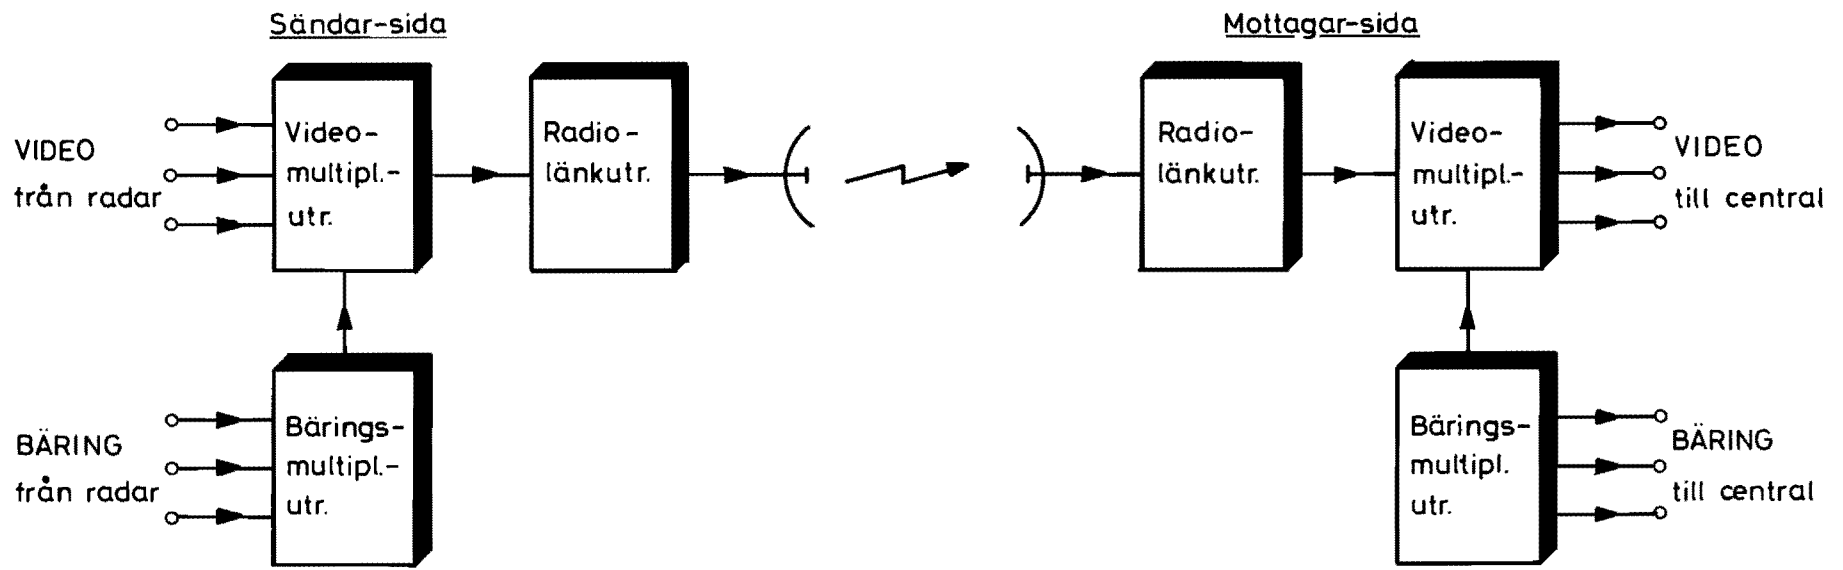 Sändar-sida
VIDEO
från radar
Video-
multipl.-
utr.
Radio-
länkutr.
BÄRING
från radar
Bärings-
multipl.-
utr.
Mottagar-sida
Radio-
länkutr.
Video-
multipl.-
utr.
VIDEO
till central
Bärings-
multipl.
utr.
BÄRING
till central